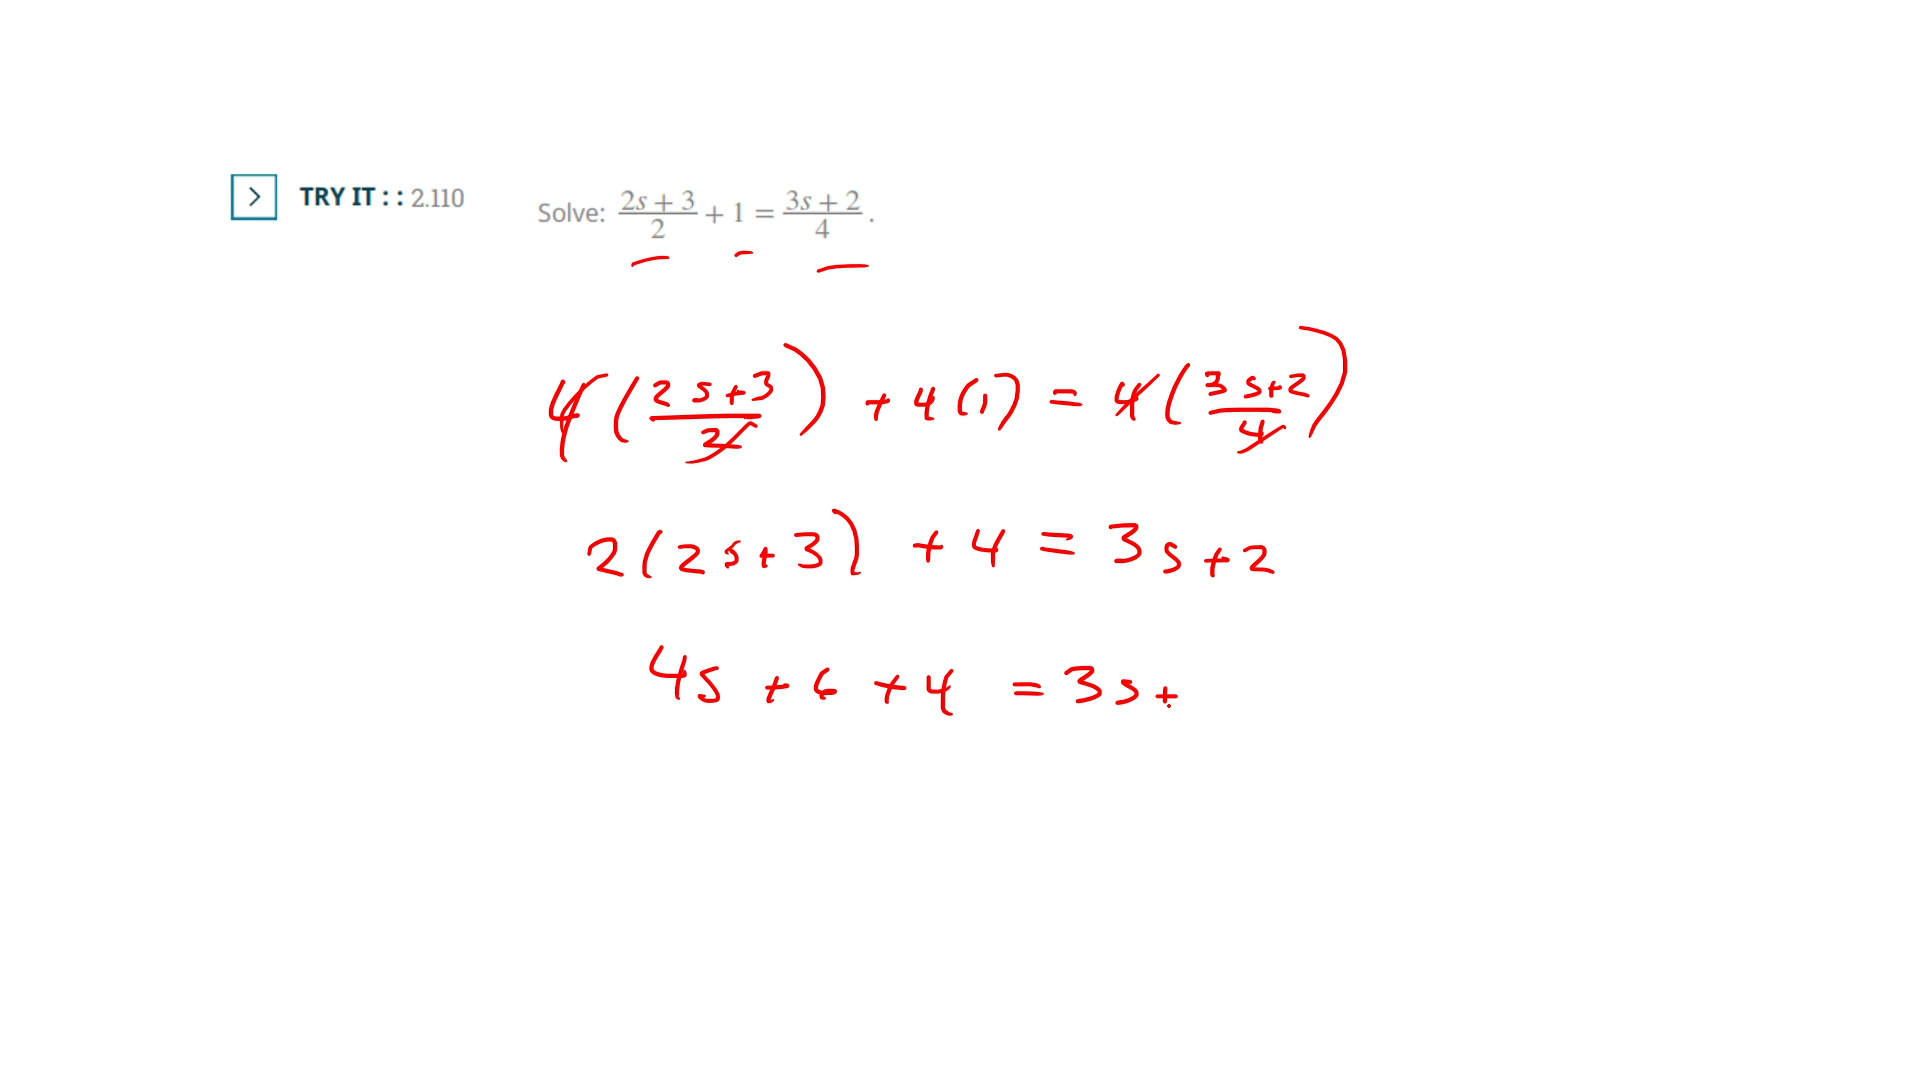 TRY IT : : 2.110 Solve: (2s + 3)/2 + 1 = (3s + 2)/4 .
4((2s+3)/2) + 4(1) = 4((3s+2)/4)
2(2s+3) + 4 = 3s+2
4s + 6 + 4 = 3s+